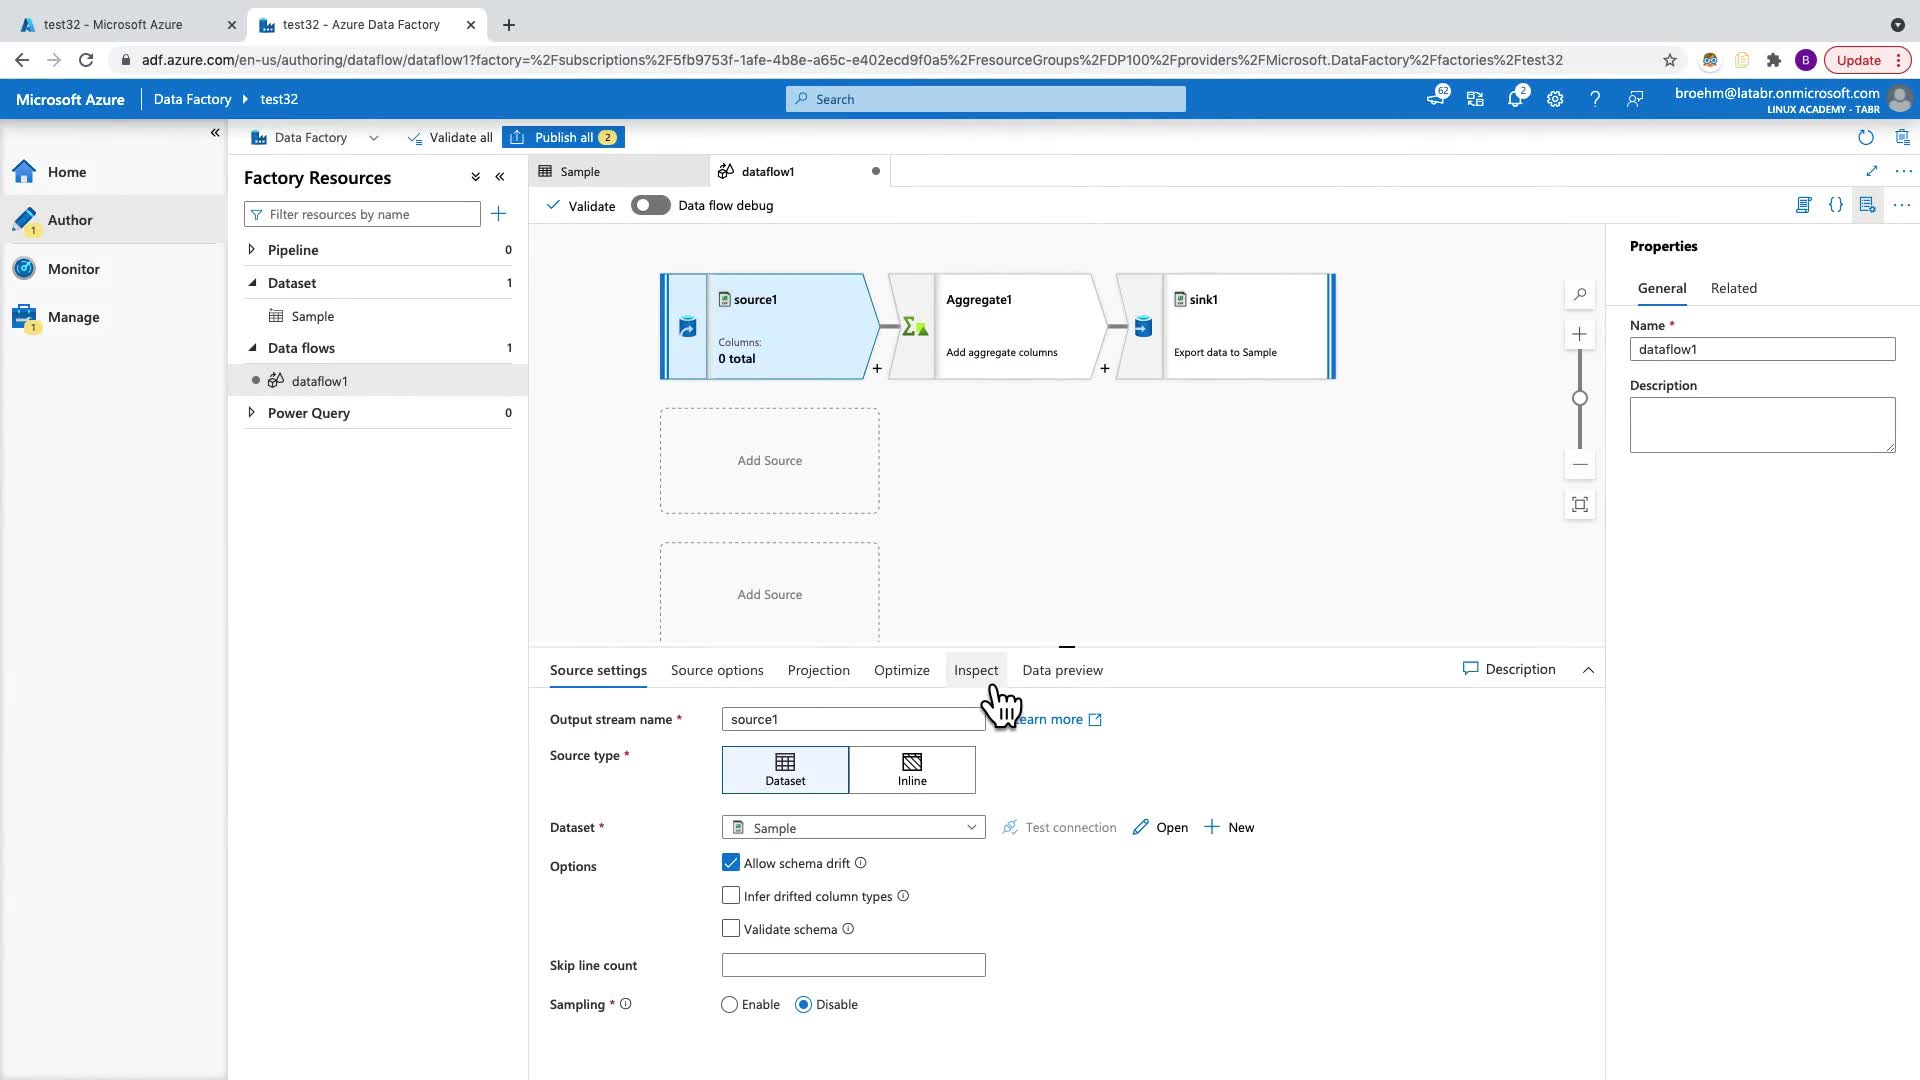 test32 - Microsoft Azure
test32 - Azure Data Factory
adf.azure.com/en-us/authoring/dataflow/dataflow1?factory=%2Fsubscriptions%2F5fb9753f-1afe-4b8e-a65c-e402ecd9f0a5%2FresourceGroups%2FDP100%2Fproviders%2FMicrosoft.DataFactory%2Ffactories%2Ftest32
B
Update
Microsoft Azure
Data Factory
test32
Search
62
2
?
broehm@latabr.onmicrosoft.com
LINUX ACADEMY - TABR
Data Factory
Validate all
Publish all 2
Home
Author
1
Monitor
Manage
1
Factory Resources
Filter resources by name
Pipeline 0
Dataset 1
Sample
Data flows 1
dataflow1
Power Query 0
Sample
dataflow1
Validate
Data flow debug
source1
Columns:
0 total
+
Aggregate1
Add aggregate columns
+
sink1
Export data to Sample
Add Source
Add Source
Properties
General
Related
Name *
dataflow1
Description
Source settings
Source options
Projection
Optimize
Inspect
Data preview
Description
Output stream name *
source1
earn more
Source type *
Dataset
Inline
Dataset *
Sample
Test connection
Open
New
Options
Allow schema drift
Infer drifted column types
Validate schema
Skip line count
Sampling *
Enable
Disable